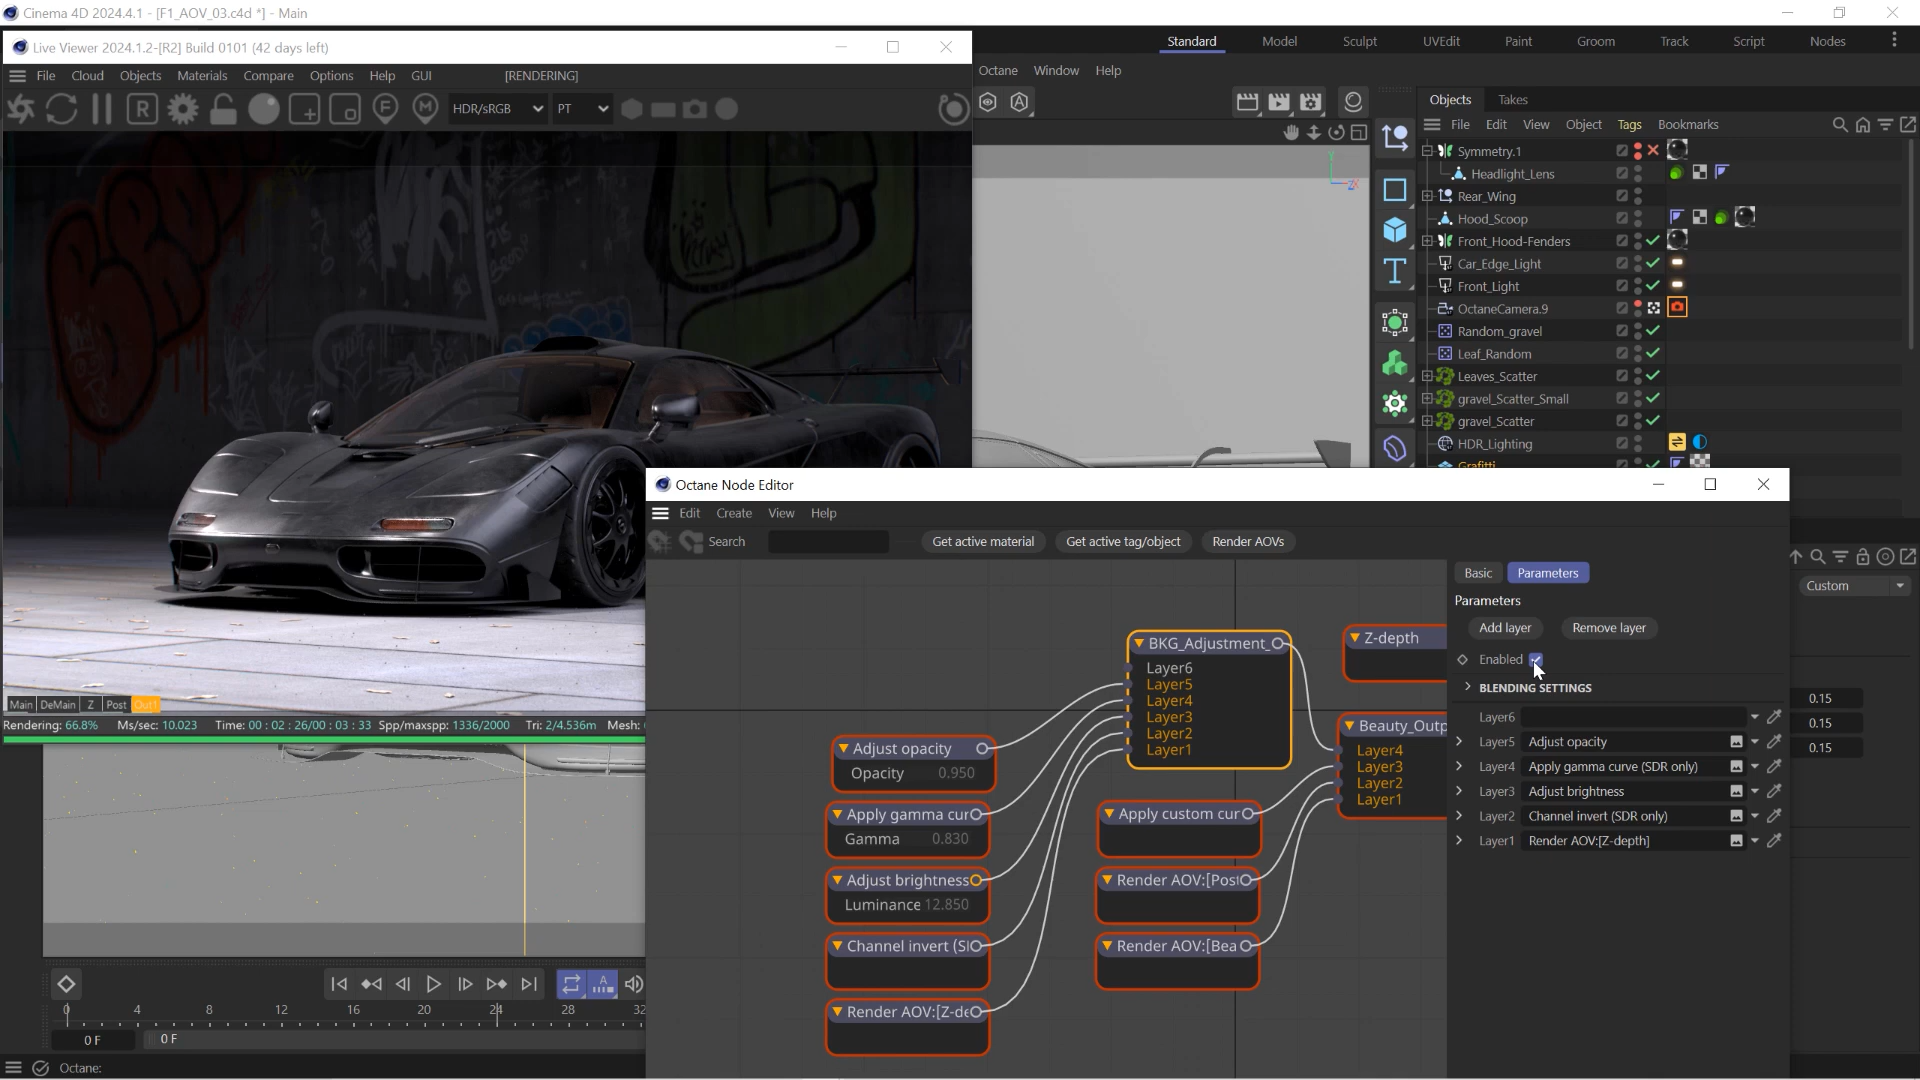 Cinema 4D 2024.4.1 - [F1_AOV_03.c4d *] - Main
Live Viewer 2024.1.2-[R2] Build 0101 (42 days left)
Standard Model Sculpt UVEdit Paint Groom Track Script Nodes
File Cloud Objects Materials Compare Options Help GUI [RENDERING]
Octane Window Help
HDR/sRGB PT
Objects Takes
File Edit View Object Tags Bookmarks
Symmetry.1
Headlight_Lens
Rear_Wing
Hood_Scoop
Front_Hood-Fenders
Car_Edge_Light
Front_Light
OctaneCamera.9
Random_gravel
Leaf_Random
Leaves_Scatter
gravel_Scatter_Small
gravel_Scatter
HDR_Lighting
Grafitti
Y
ZX
Octane Node Editor
Edit Create View Help
Search Get active material Get active tag/object Render AOVs
Custom
0.15
0.15
0.15
BKG_Adjustment_
Layer6
Layer5
Layer4
Layer3
Layer2
Layer1
Z-depth
Beauty_Outp
Layer4
Layer3
Layer2
Layer1
Adjust opacity
Opacity 0.950
Apply gamma cur
Gamma 0.830
Adjust brightness
Luminance 12.850
Channel invert (SI
Render AOV:[Z-de
Apply custom cur
Render AOV:[Post
Render AOV:[Bea
Basic Parameters
Parameters
Add layer Remove layer
Enabled
BLENDING SETTINGS
Layer6
Layer5 Adjust opacity
Layer4 Apply gamma curve (SDR only)
Layer3 Adjust brightness
Layer2 Channel invert (SDR only)
Layer1 Render AOV:[Z-depth]
Main DeMain Z Post Out1
Rendering: 66.8% Ms/sec: 10.023 Time: 00 : 02 : 26/00 : 03 : 33 Spp/maxspp: 1336/2000 Tri: 2/4.536m Mesh:
0 4 8 12 16 20 24 28 32
0 F 0 F
Octane: